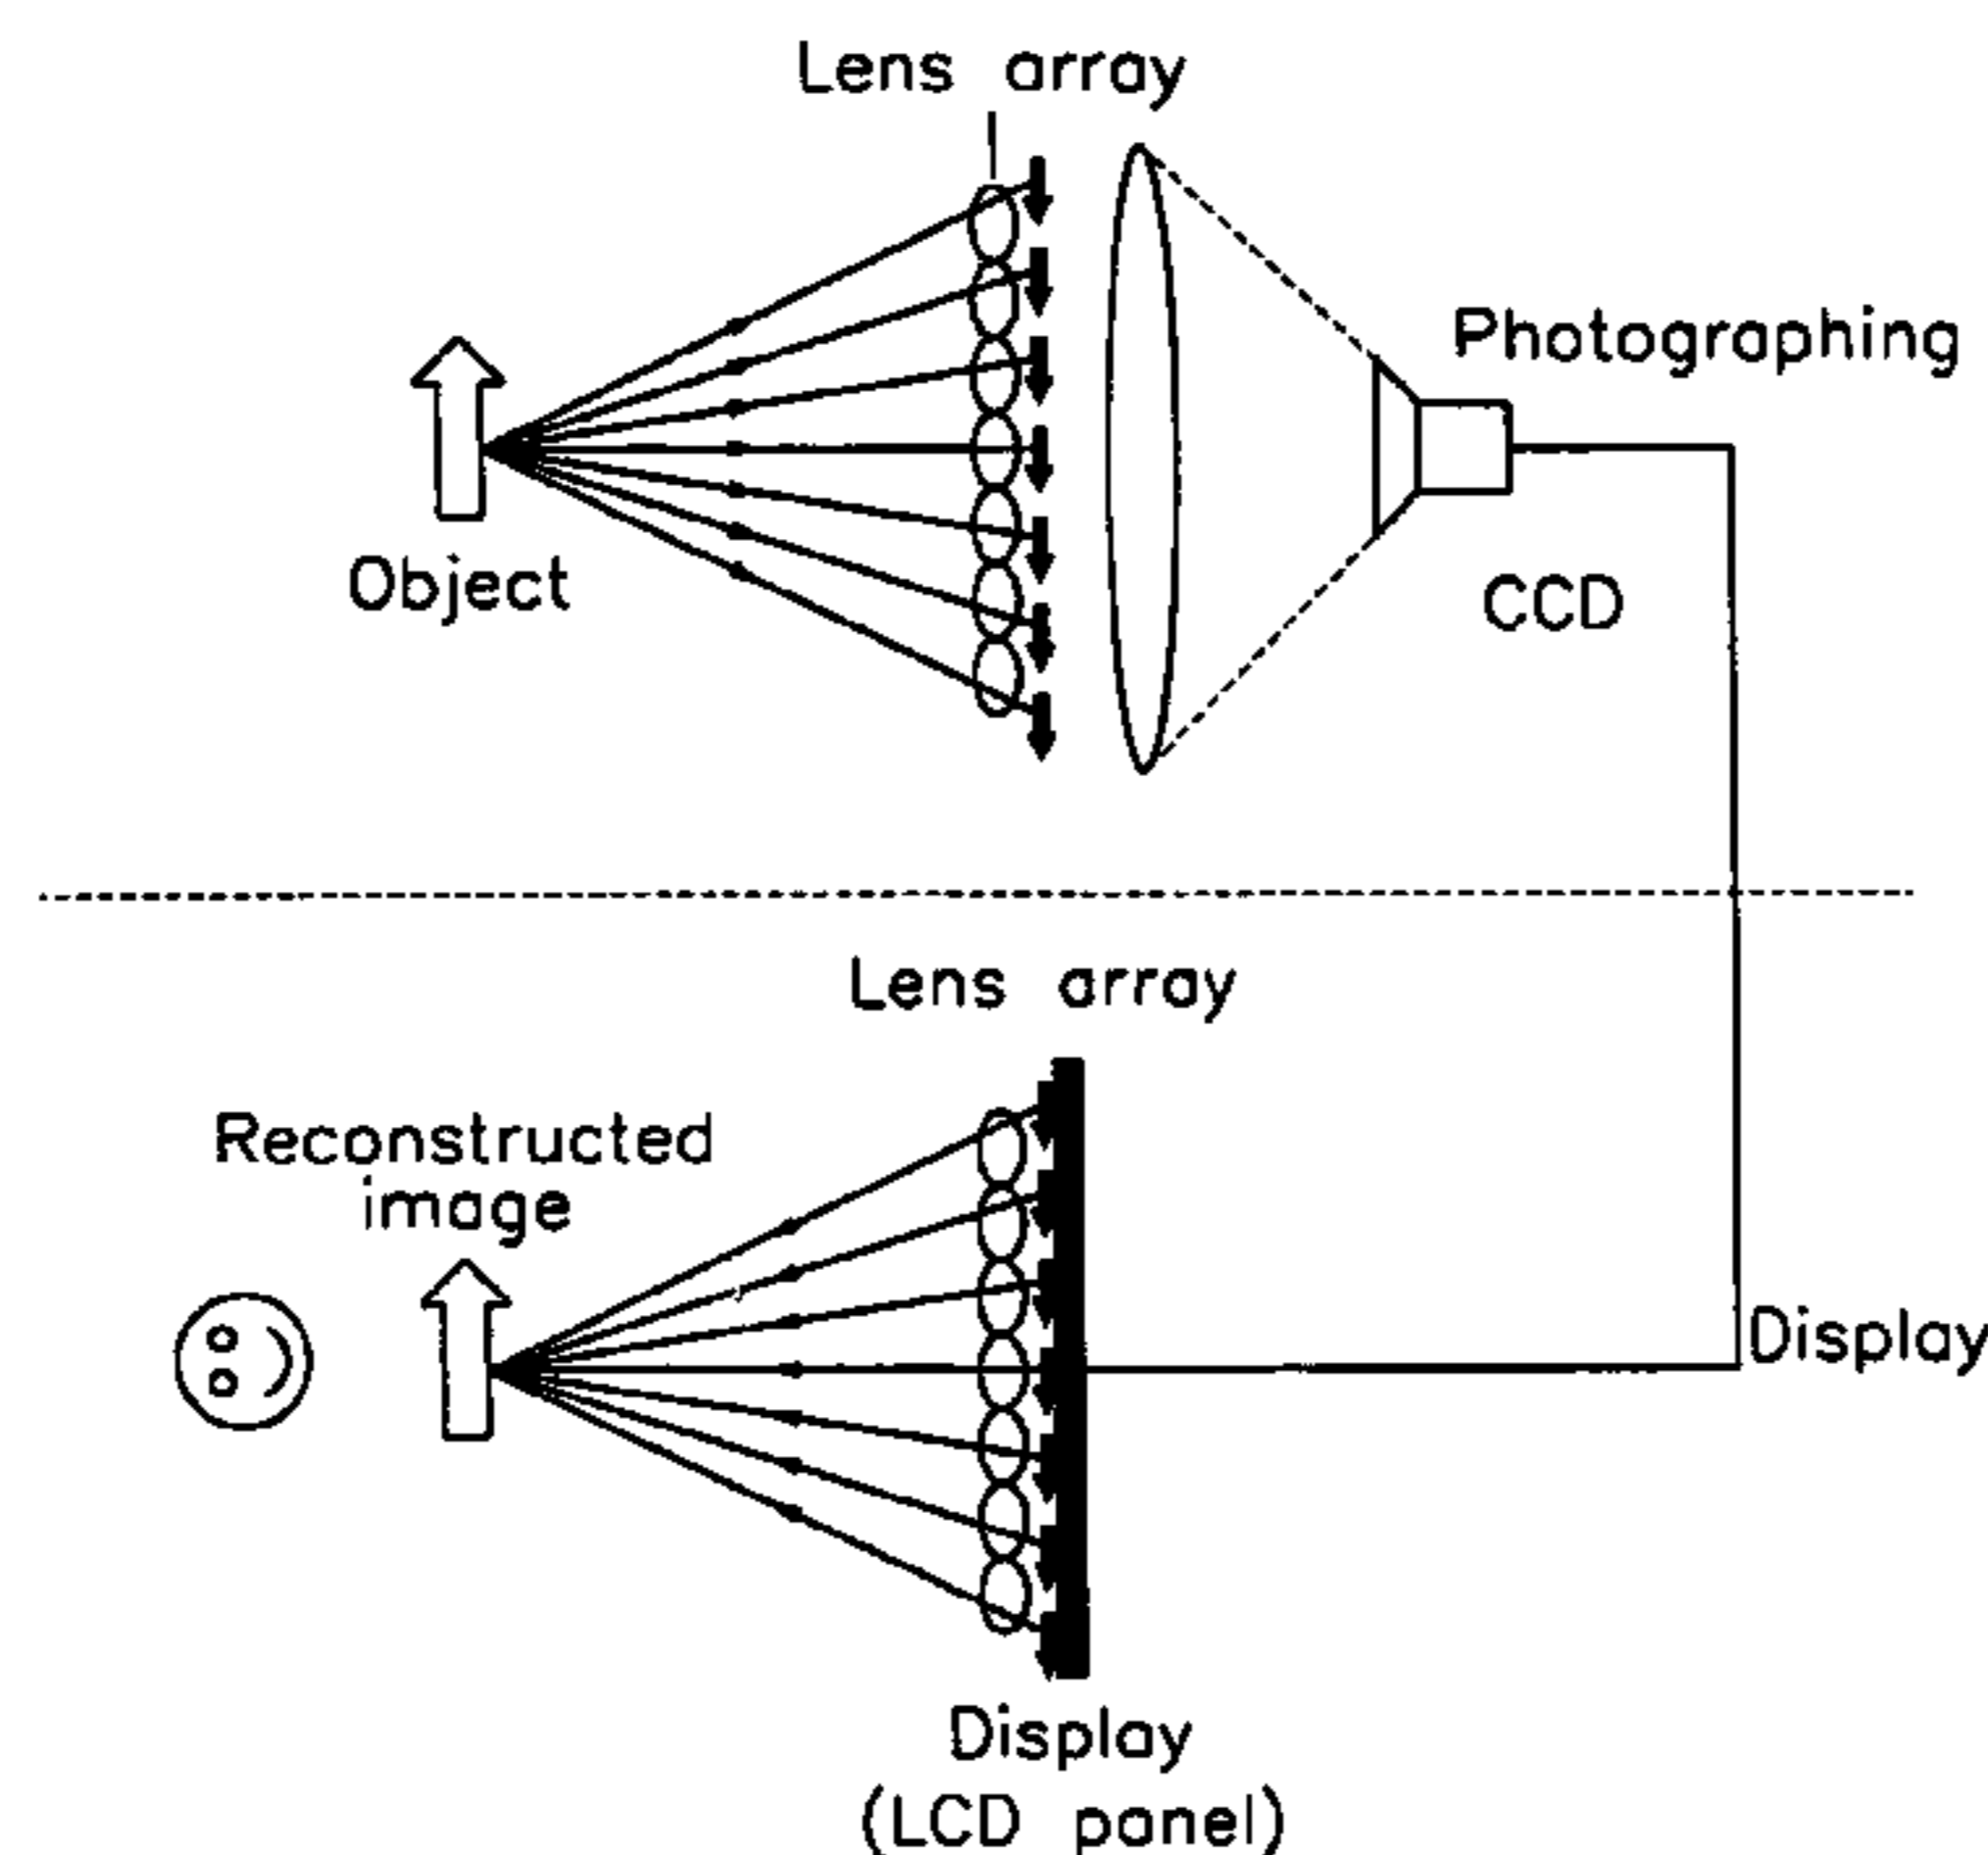 Lens array
Photographing
Object
CCD
Lens array
Reconstructed
image
Display
Display
(LCD panel)